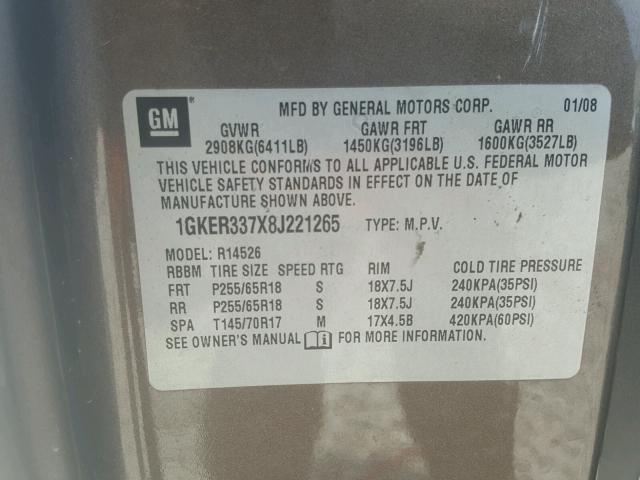 GM
MFD BY GENERAL MOTORS CORP. 01/08
GVWR GAWR FRT GAWR RR
2908KG(6411LB) 1450KG(3196LB) 1600KG(3527LB)
THIS VEHICLE CONFORMS TO ALL APPLICABLE U.S. FEDERAL MOTOR
VEHICLE SAFETY STANDARDS IN EFFECT ON THE DATE OF
MANUFACTURE SHOWN ABOVE.
1GKER337X8J221265 TYPE: M.P.V.
MODEL: R14526
RBBM TIRE SIZE SPEED RTG RIM COLD TIRE PRESSURE
FRT P255/65R18 S 18X7.5J 240KPA(35PSI)
RR P255/65R18 S 18X7.5J 240KPA(35PSI)
SPA T145/70R17 M 17X4.5B 420KPA(60PSI)
SEE OWNER'S MANUAL FOR MORE INFORMATION.